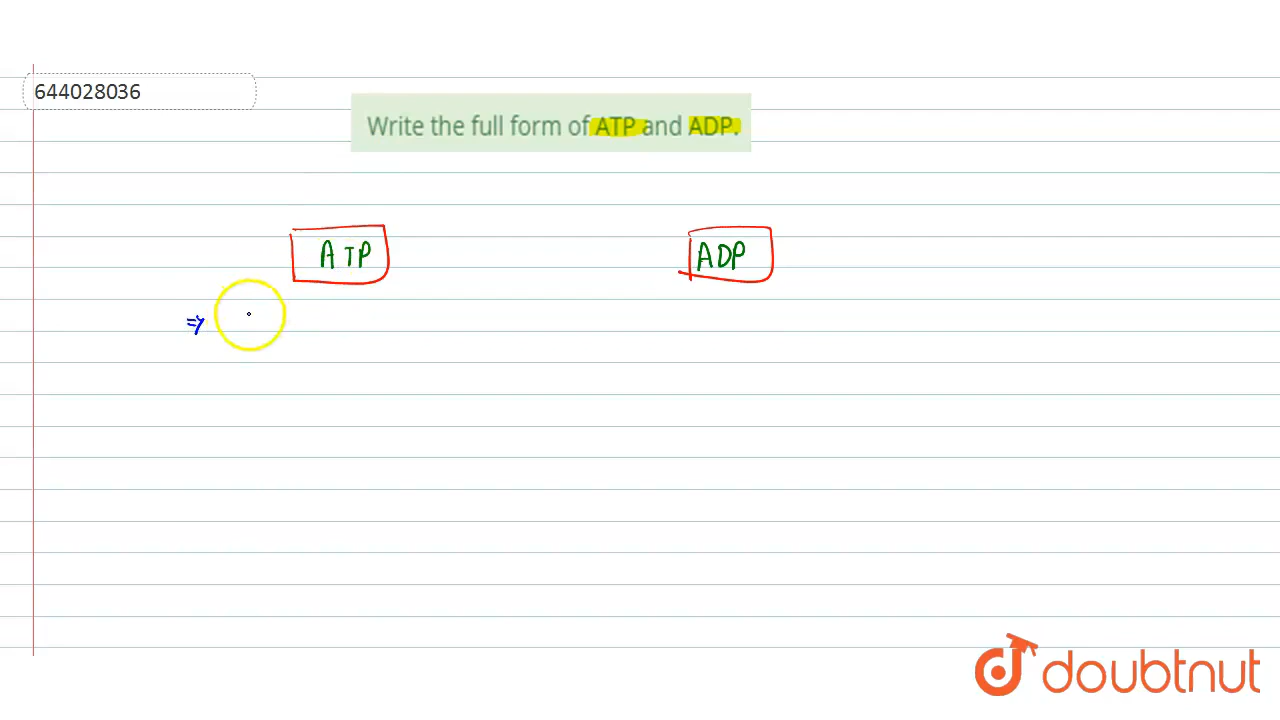 644028036
Write the full form of ATP and ADP.
ATP ADP
⇒
doubtnut